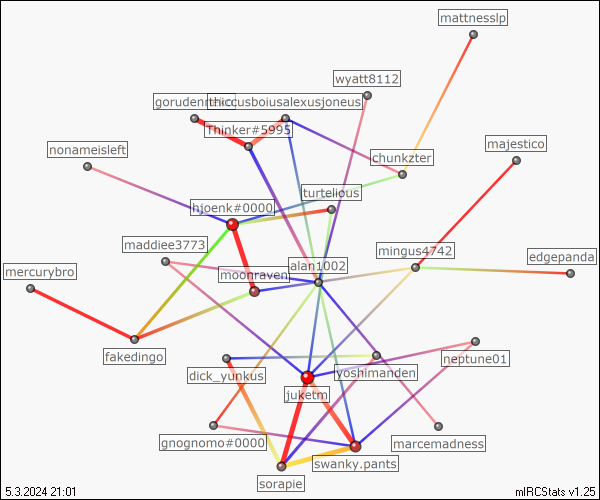 mattnesslp
wyatt8112
thiccusboiusalexusjoneus
Thinker#5995
majestico
nonameisleft
chunkzter
turtelious
hjoenk#0000
maddiee3773
mingus4742
edgepanda
alan1002
mercurybro
moonraven
fakedingo
neptune01
dick_yunkus
yoshimanden
juketm
gnognomo#0000
marcemadness
swanky.pants
sorapie
5.3.2024 21:01
mIRCStats v1.25